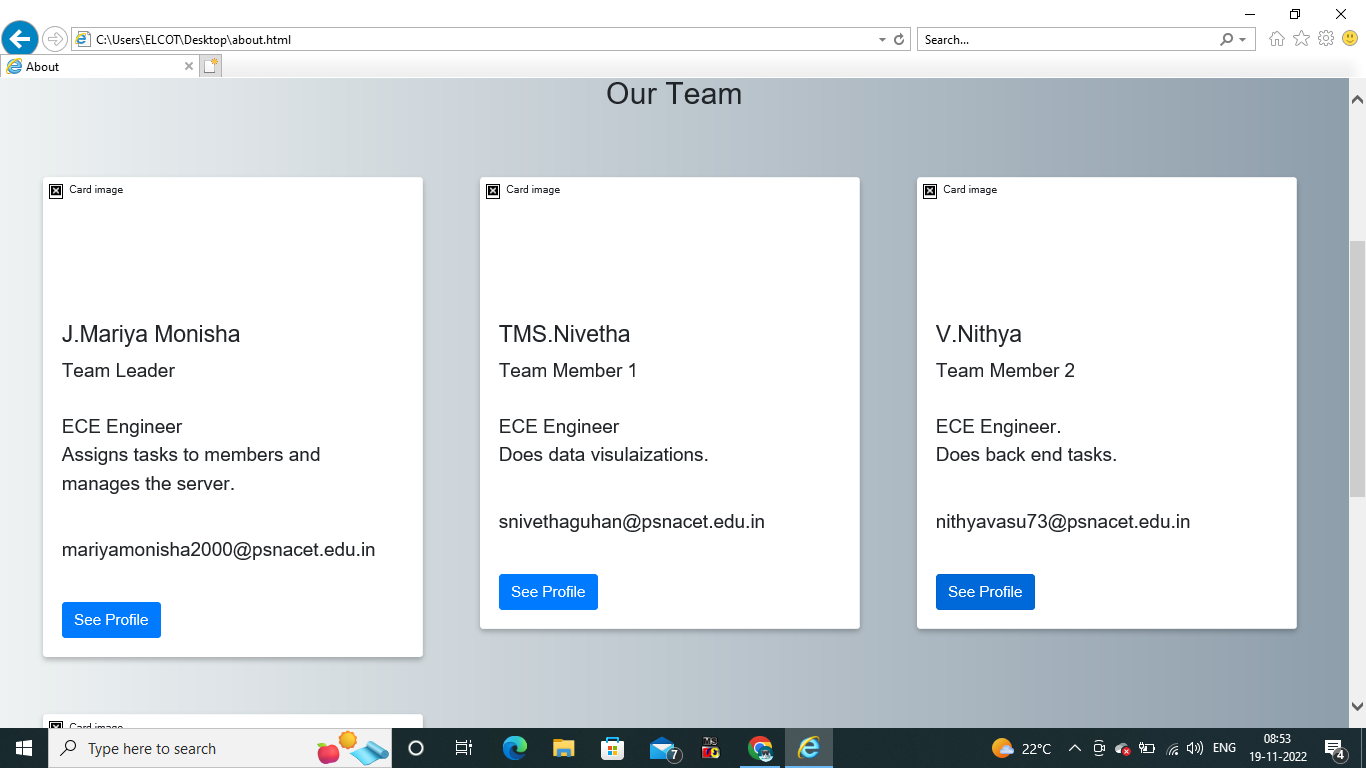 C:\Users\ELCOT\Desktop\about.html
Search...
About
Our Team
Card image
J.Mariya Monisha
Team Leader
ECE Engineer
Assigns tasks to members and
manages the server.
mariyamonisha2000@psnacet.edu.in
See Profile
Card image
TMS.Nivetha
Team Member 1
ECE Engineer
Does data visulaizations.
snivethaguhan@psnacet.edu.in
See Profile
Card image
V.Nithya
Team Member 2
ECE Engineer.
Does back end tasks.
nithyavasu73@psnacet.edu.in
See Profile
Card image
Type here to search
7
22°C
ENG
08:53
19-11-2022
4